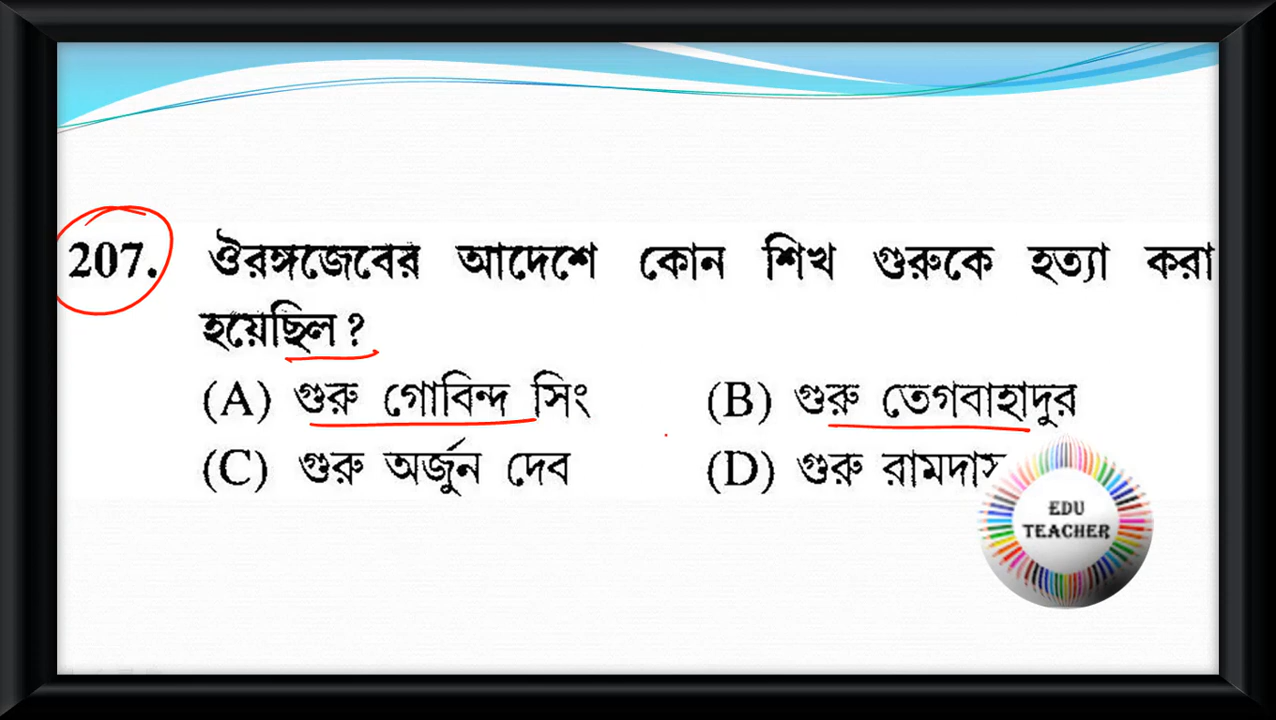 207. ঔরঙ্গজেবের আদেশে কোন শিখ গুরুকে হত্যা করা
হয়েছিল ?
(A) গুরু গোবিন্দ সিং (B) গুরু তেগবাহাদুর
(C) গুরু অর্জুন দেব (D) গুরু রামদাস
EDU
TEACHER